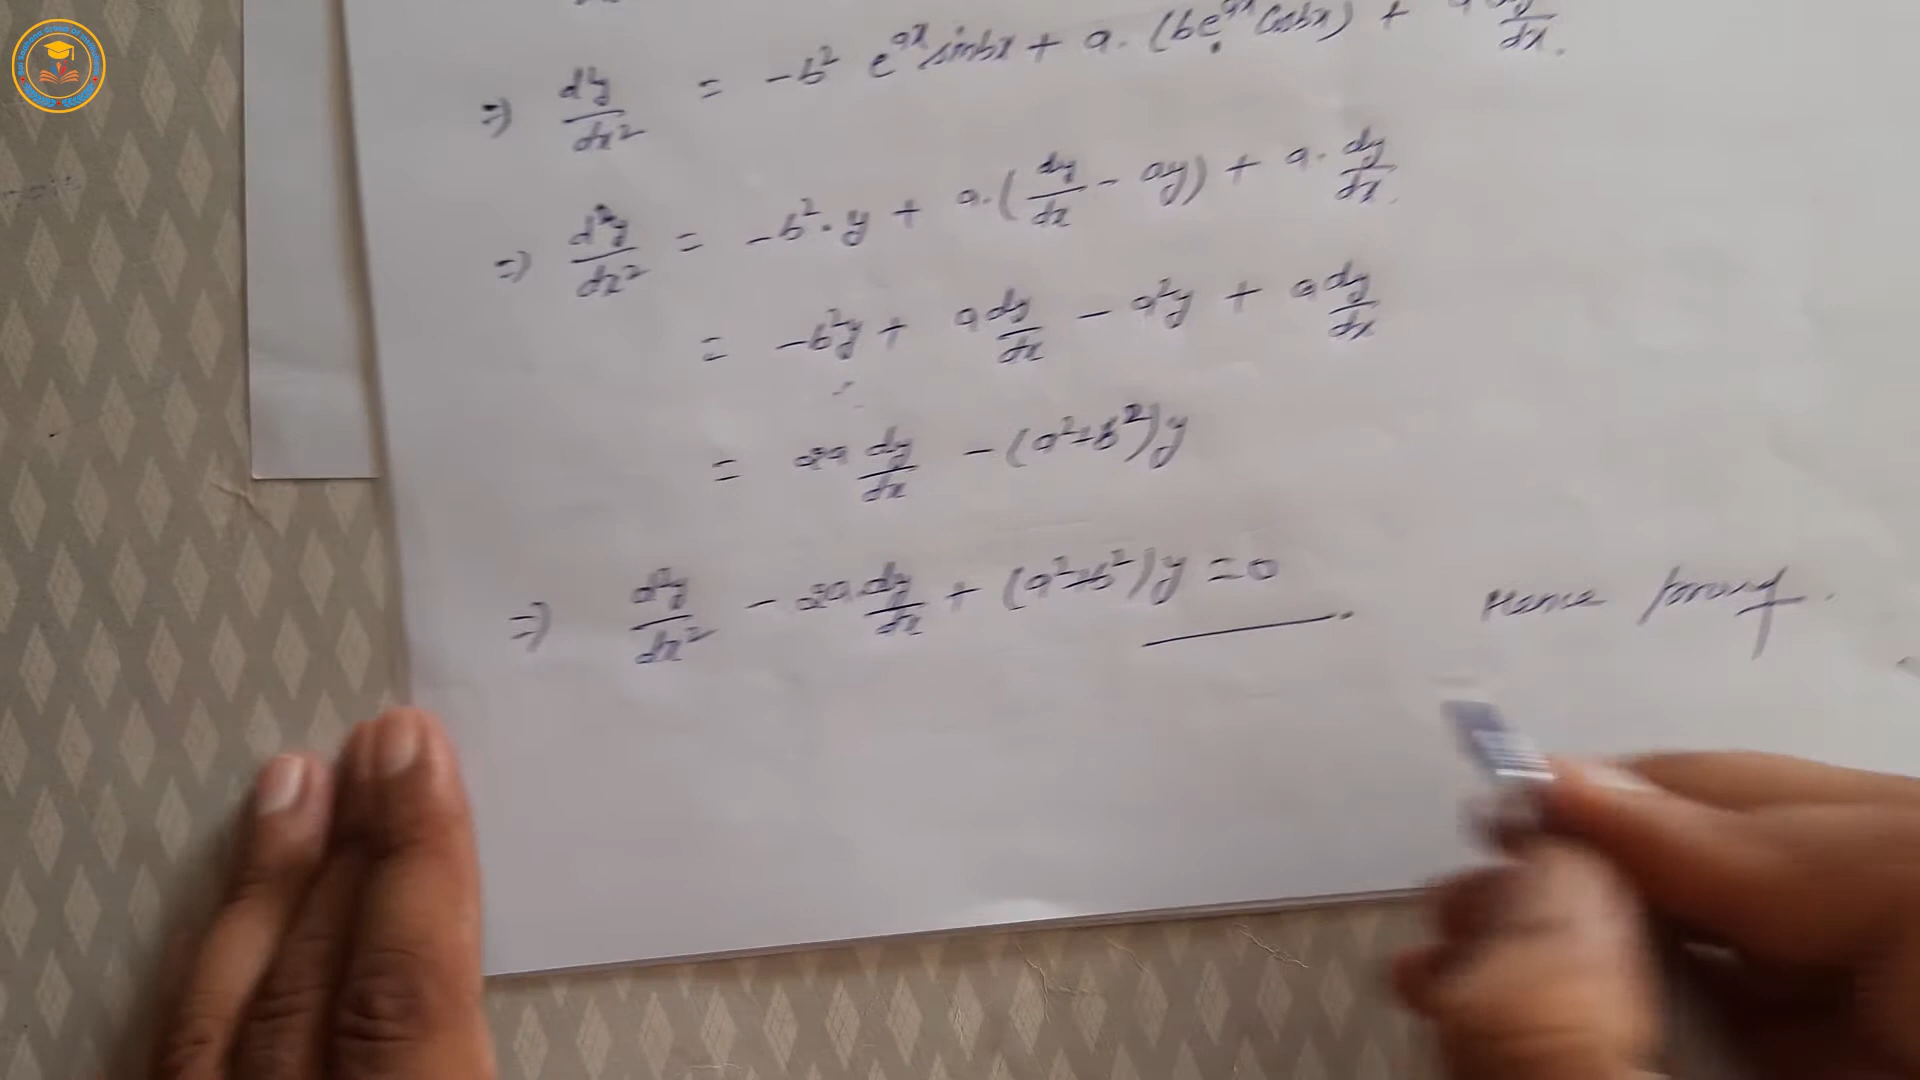 => d²y/dx² = -b² e^{ax} sinbx + a.(be^{ax} Cosbx) + a dy/dx.
=> d²y/dx² = -b².y + a.(dy/dx - ay) + a. dy/dx.
= -b²y + a dy/dx - a²y + a dy/dx
= 2a dy/dx - (a²+b²)y
=> d²y/dx² - 2a dy/dx + (a²+b²)y = 0 Hence proved.